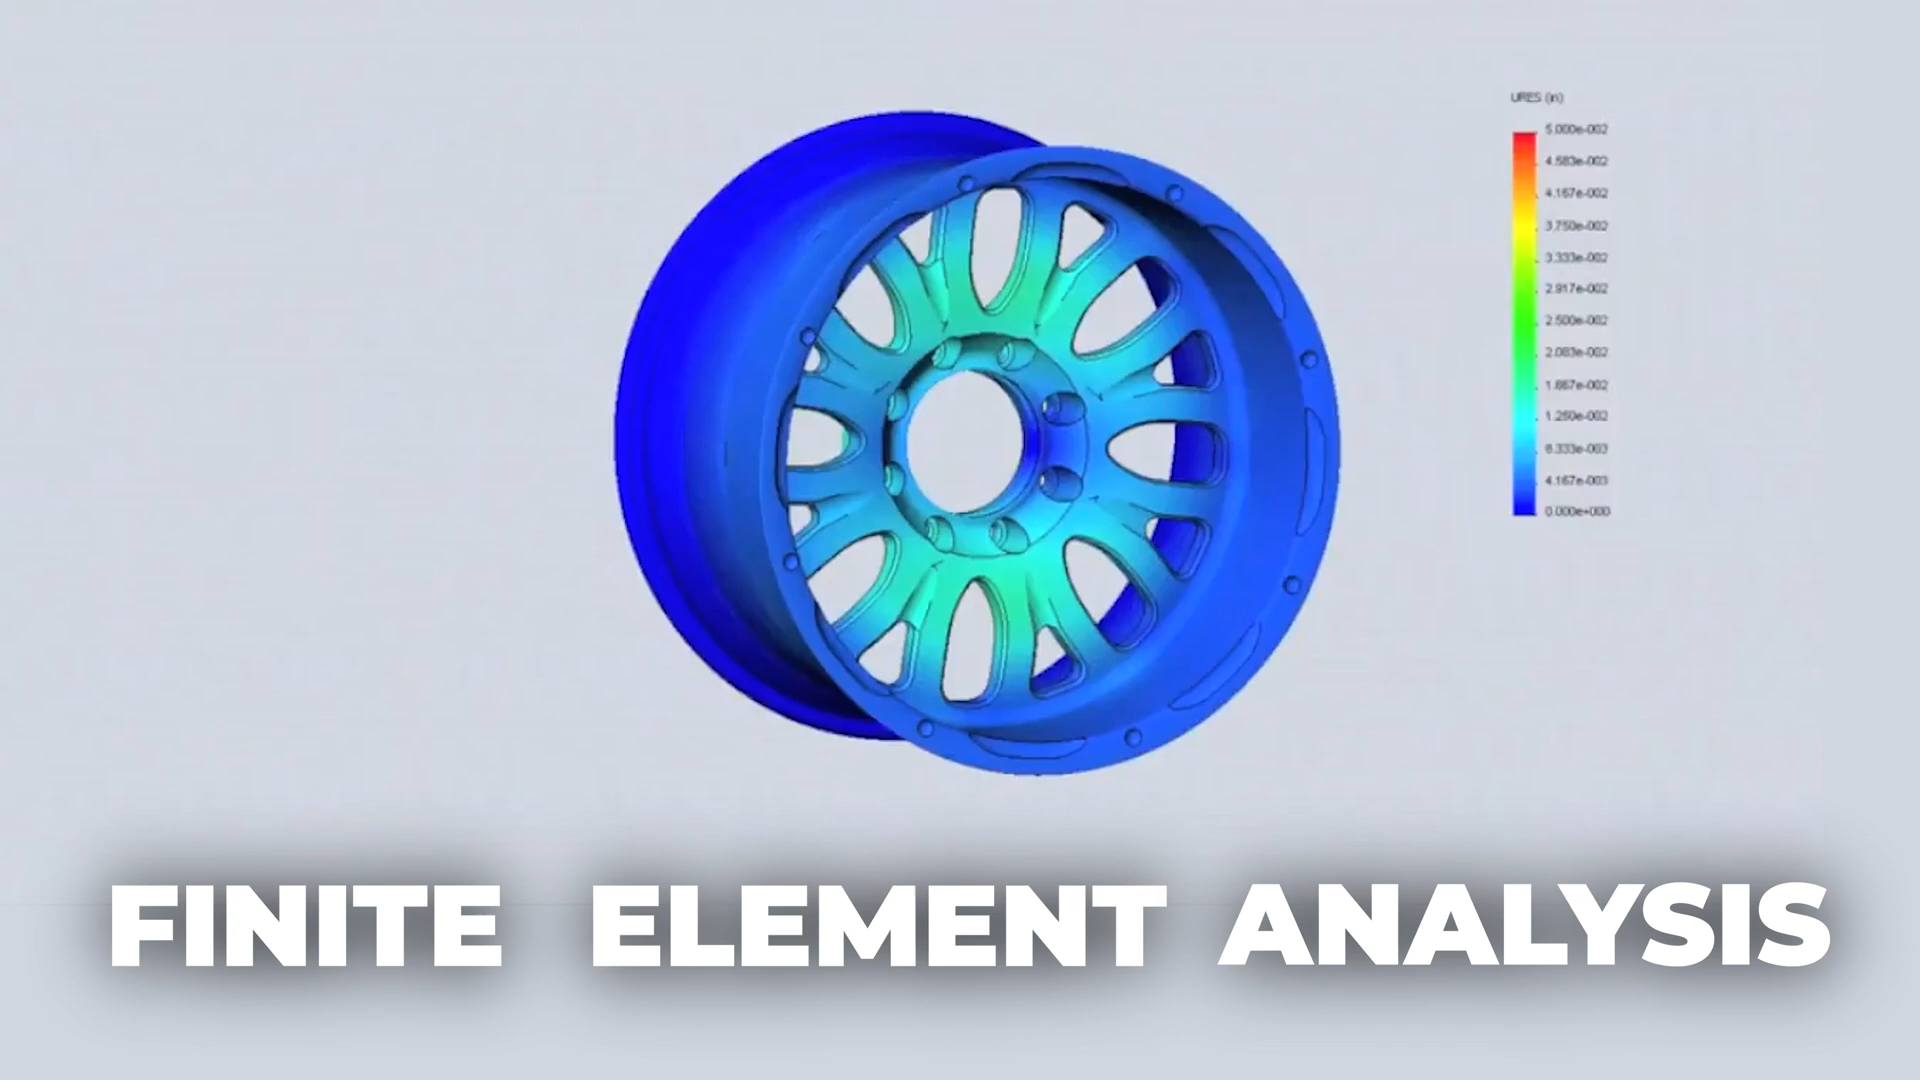 URES (in)
5.000e-002
4.583e-002
4.167e-002
3.750e-002
3.333e-002
2.917e-002
2.500e-002
2.083e-002
1.667e-002
1.250e-002
8.333e-003
4.167e-003
0.000e+000
FINITE ELEMENT ANALYSIS